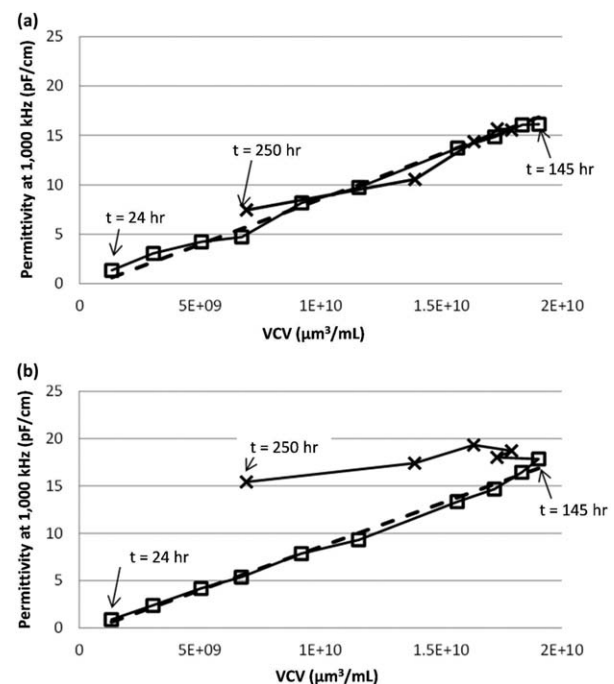 (a)
Permittivity at 1,000 kHz (pF/cm)
25
20
15
10
5
0
t = 250 hr
t = 24 hr
t = 145 hr
0
5E+09
1E+10
1.5E+10
2E+10
VCV (µm³/mL)
(b)
Permittivity at 1,000 kHz (pF/cm)
25
20
15
10
5
0
t = 250 hr
t = 145 hr
t = 24 hr
0
5E+09
1E+10
1.5E+10
2E+10
VCV (µm³/mL)